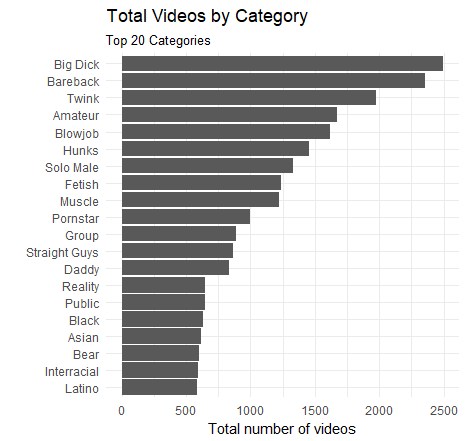 Total Videos by Category
Top 20 Categories
Big Dick
Bareback
Twink
Amateur
Blowjob
Hunks
Solo Male
Fetish
Muscle
Pornstar
Group
Straight Guys
Daddy
Reality
Public
Black
Asian
Bear
Interracial
Latino
0 500 1000 1500 2000 2500
Total number of videos